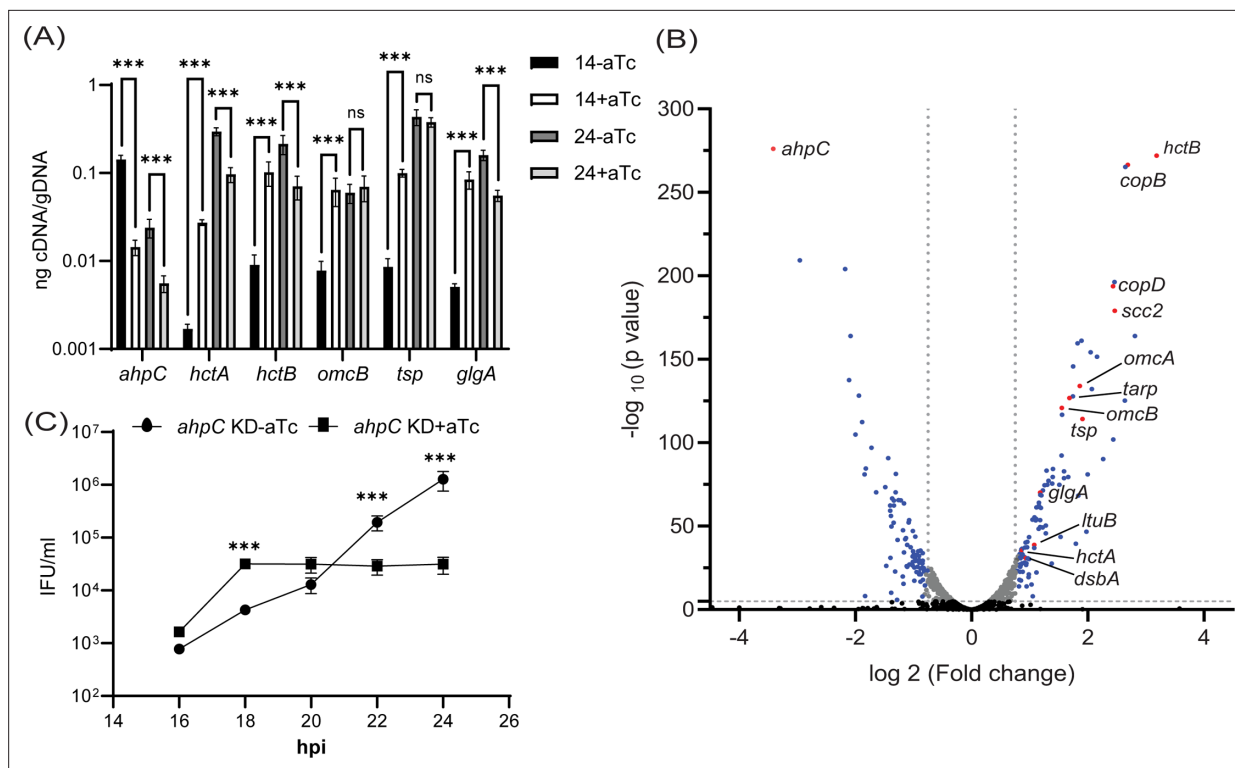 (A)
*** *** *** *** *** *** *** *** ns *** ns *** ***
14-aTc
14+aTc
24-aTc
24+aTc
ng cDNA/gDNA
1
0.1
0.01
0.001
ahpC hctA hctB omcB tsp glgA
(B)
-log 10 (p value)
300
250
200
150
100
50
0
ahpC
hctB
copB
copD
scc2
omcA
tarp
omcB
tsp
glgA
ltuB
hctA
dsbA
-4 -2 0 2 4
log 2 (Fold change)
(C)
ahpC KD-aTc ahpC KD+aTc
IFU/ml
10⁷
10⁶
10⁵
10⁴
10³
10²
*** *** ***
14 16 18 20 22 24 26
hpi